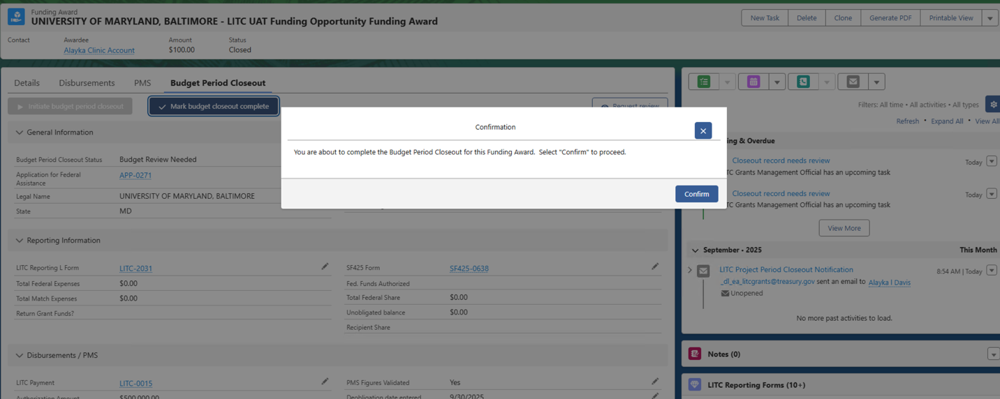 Funding Award
UNIVERSITY OF MARYLAND, BALTIMORE - LITC UAT Funding Opportunity Funding Award
New Task
Delete
Clone
Generate PDF
Printable View
Contact
Awardee
Alayka Clinic Account
Amount
$100.00
Status
Closed
Details
Disbursements
PMS
Budget Period Closeout
Initiate budget period closeout
Mark budget closeout complete
Request review
Confirmation
You are about to complete the Budget Period Closeout for this Funding Award. Select "Confirm" to proceed.
Confirm
General Information
Budget Period Closeout Status
Budget Review Needed
Application for Federal
Assistance
APP-0271
Legal Name
UNIVERSITY OF MARYLAND, BALTIMORE
State
MD
Reporting Information
LITC Reporting L Form
LITC-2031
SF425 Form
SF425-0638
Total Federal Expenses
$0.00
Fed. Funds Authorized
Total Match Expenses
$0.00
Total Federal Share
$0.00
Return Grant Funds?
Unobligated balance
$0.00
Recipient Share
Disbursements / PMS
LITC Payment
LITC-0015
PMS Figures Validated
Yes
Authorization Amount
$500,000.00
Deobligation date entered
9/30/2025
Filters: All time • All activities • All types
Refresh • Expand All • View All
& Overdue
Closeout record needs review
Today
Grants Management Official has an upcoming task
Closeout record needs review
Today
Grants Management Official has an upcoming task
View More
September • 2025
This Month
LITC Project Period Closeout Notification
8:54 AM | Today
_dl_ea_litcgrants@treasury.gov sent an email to Alayka l Davis
Unopened
No more past activities to load.
Notes (0)
LITC Reporting Forms (10+)